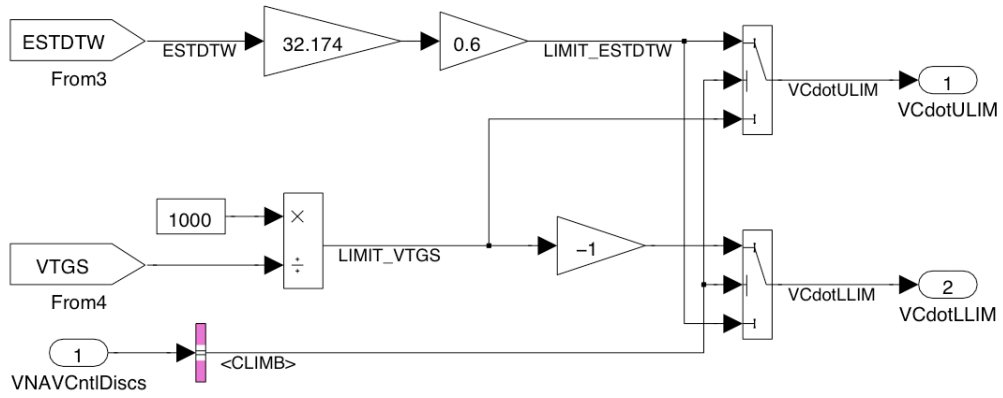 ESTDTW
From3
ESTDTW
32.174
0.6
LIMIT_ESTDTW
VCdotULIM
1
VCdotULIM
1000
×
÷
VTGS
From4
LIMIT_VTGS
−1
VCdotLLIM
2
VCdotLLIM
1
VNAVCntlDiscs
<CLIMB>